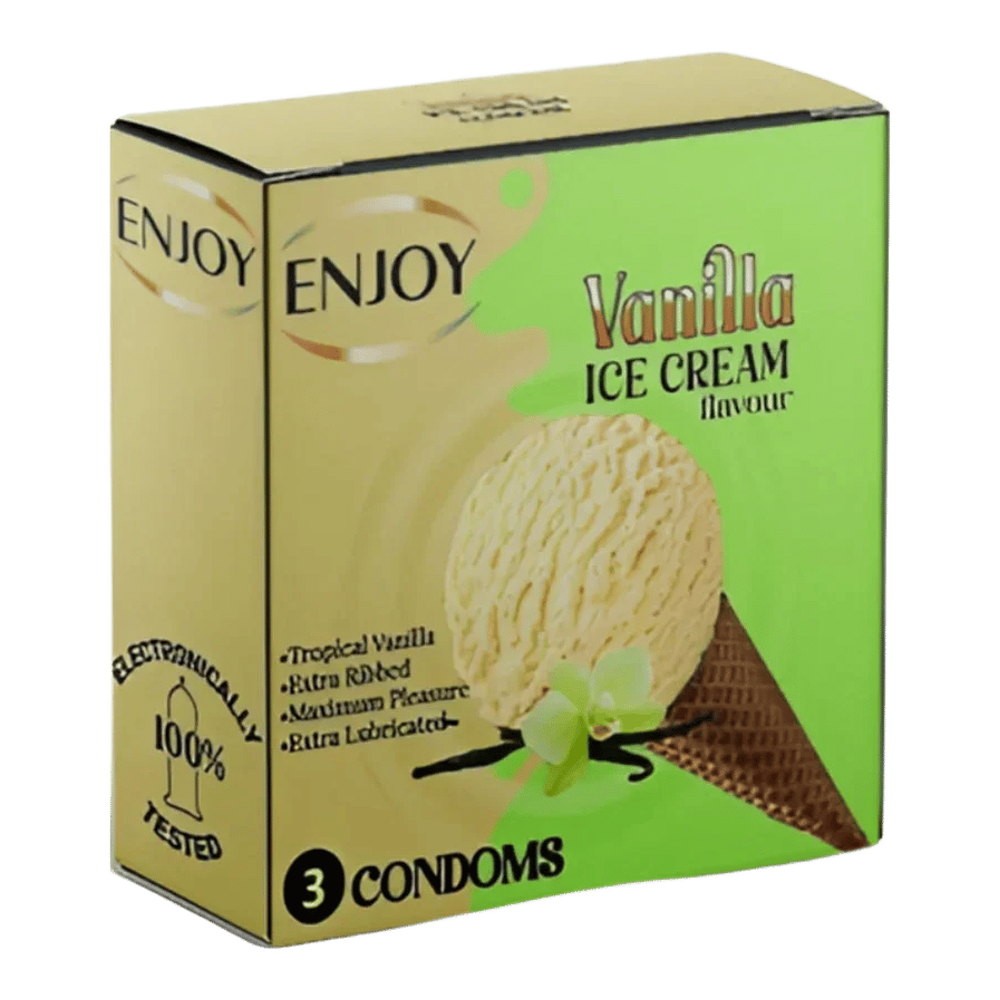 ENJOY
ENJOY
Vanilla
ICE CREAM
flavour
•Tropical Vanilla
•Extra Ribbed
•Maximum Pleasure
•Extra Lubricated
ELECTRONICALLY
100%
TESTED
3 CONDOMS